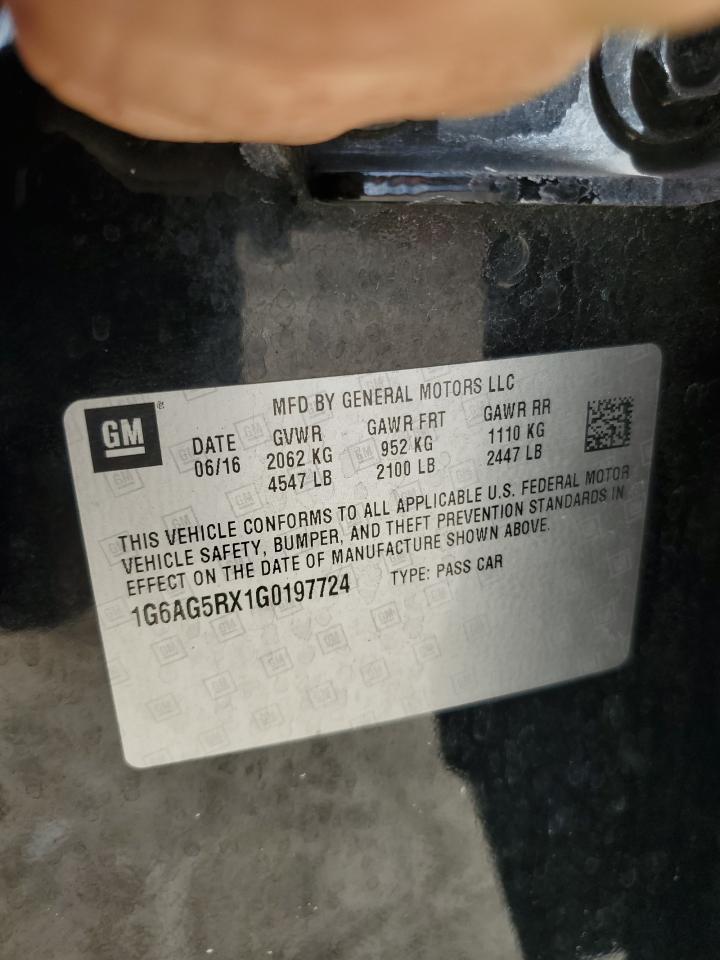 GM
MFD BY GENERAL MOTORS LLC
DATE GVWR GAWR FRT GAWR RR
06/16 2062 KG 952 KG 1110 KG
4547 LB 2100 LB 2447 LB
THIS VEHICLE CONFORMS TO ALL APPLICABLE U.S. FEDERAL MOTOR
VEHICLE SAFETY, BUMPER, AND THEFT PREVENTION STANDARDS IN
EFFECT ON THE DATE OF MANUFACTURE SHOWN ABOVE.
1G6AG5RX1G0197724 TYPE: PASS CAR